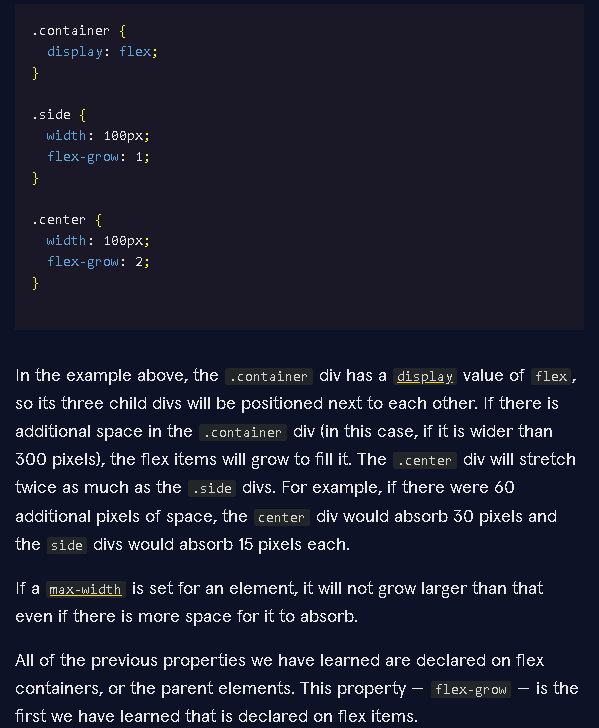 .container {
  display: flex;
}

.side {
  width: 100px;
  flex-grow: 1;
}

.center {
  width: 100px;
  flex-grow: 2;
}

In the example above, the .container div has a display value of flex,
so its three child divs will be positioned next to each other. If there is
additional space in the .container div (in this case, if it is wider than
300 pixels), the flex items will grow to fill it. The .center div will stretch
twice as much as the .side divs. For example, if there were 60
additional pixels of space, the center div would absorb 30 pixels and
the side divs would absorb 15 pixels each.

If a max-width is set for an element, it will not grow larger than that
even if there is more space for it to absorb.

All of the previous properties we have learned are declared on flex
containers, or the parent elements. This property — flex-grow — is the
first we have learned that is declared on flex items.